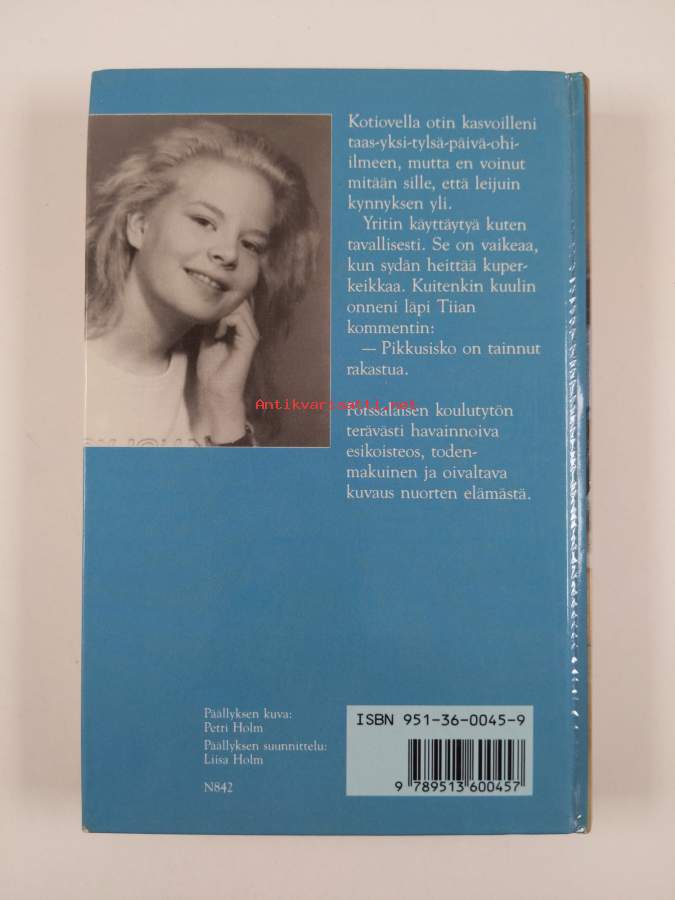 Kotiovella otin kasvoilleni
taas-yksi-tylsä-päivä-ohi-
ilmeen, mutta en voinut
mitään sille, että leijuin
kynnyksen yli.
Yritin käyttäytyä kuten
tavallisesti. Se on vaikeaa,
kun sydän heittää kuper-
keikkaa. Kuitenkin kuulin
onneni läpi Tiian
kommentin:
— Pikkusisko on tainnut
rakastua.
Antikvariaatti.net
Forssalaisen koulutytön
terävästi havainnoiva
esikoisteos, toden-
makuinen ja oivaltava
kuvaus nuorten elämästä.
Päällyksen kuva:
Petri Holm
Päällyksen suunnittelu:
Liisa Holm
N842
ISBN 951-36-0045-9
9 789513 600457